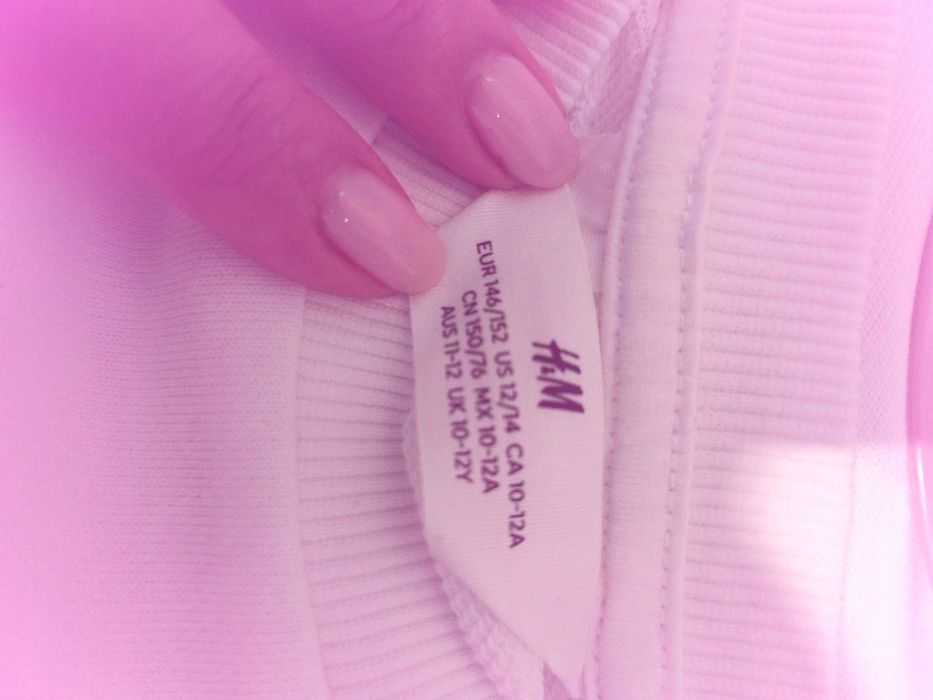 H&M
EUR 146/152 US 12/14 CA 10-12A
CN 150/76 MX 10-12A
AUS 11-12 UK 10-12Y